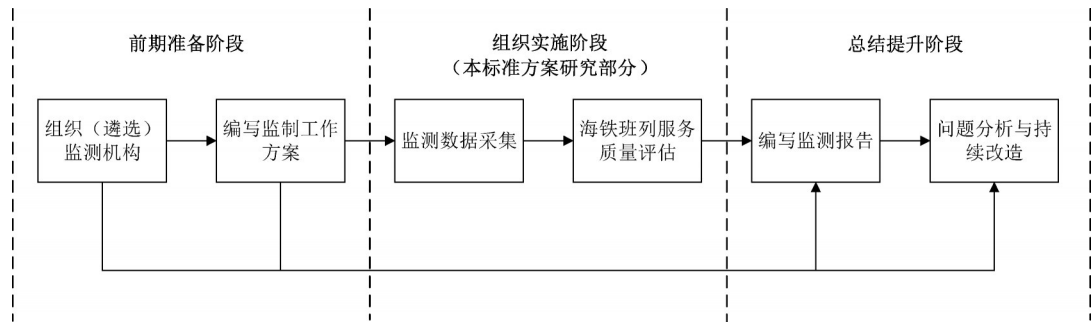 前期准备阶段
组织实施阶段
（本标准方案研究部分）
总结提升阶段
组织（遴选）
监测机构
编写监制工作
方案
监测数据采集
海铁班列服务
质量评估
编写监测报告
问题分析与持
续改造